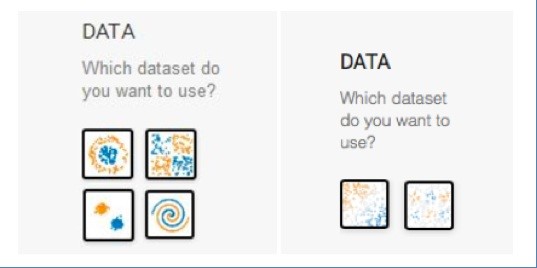 DATA
Which dataset do
you want to use?
DATA
Which dataset
do you want to
use?